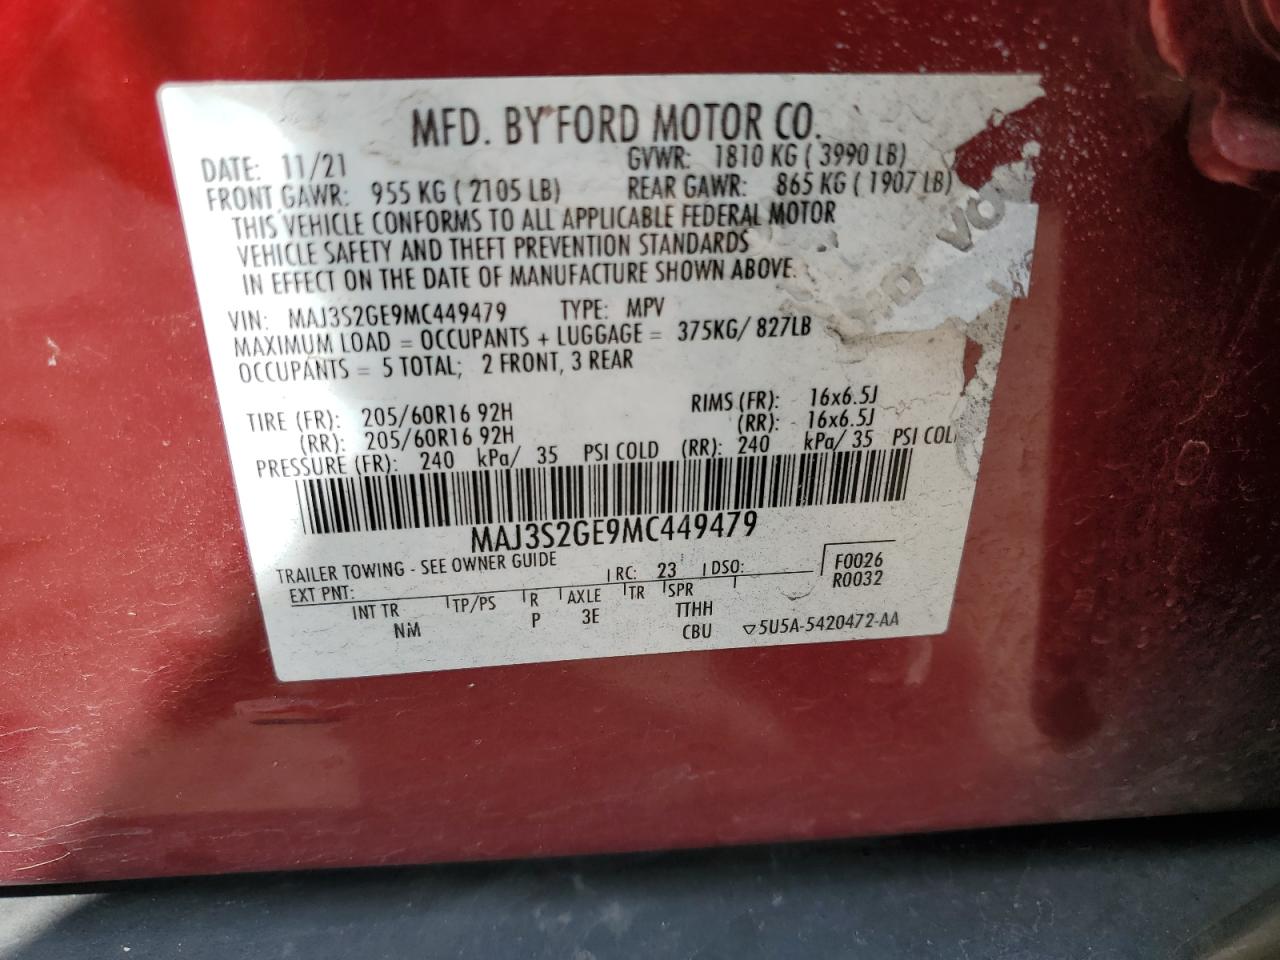 MFD. BY FORD MOTOR CO.
DATE: 11/21 GVWR: 1810 KG ( 3990 LB)
FRONT GAWR: 955 KG ( 2105 LB) REAR GAWR: 865 KG ( 1907 LB)
THIS VEHICLE CONFORMS TO ALL APPLICABLE FEDERAL MOTOR
VEHICLE SAFETY AND THEFT PREVENTION STANDARDS
IN EFFECT ON THE DATE OF MANUFACTURE SHOWN ABOVE.
VIN: MAJ3S2GE9MC449479 TYPE: MPV
MAXIMUM LOAD = OCCUPANTS + LUGGAGE = 375KG/ 827LB
OCCUPANTS = 5 TOTAL; 2 FRONT, 3 REAR
TIRE (FR): 205/60R16 92H RIMS (FR): 16x6.5J
(RR): 205/60R16 92H (RR): 16x6.5J
PRESSURE (FR): 240 kPa/ 35 PSI COLD (RR): 240 kPa/ 35 PSI COL
MAJ3S2GE9MC449479
TRAILER TOWING - SEE OWNER GUIDE
EXT PNT: RC: 23 DSO: F0026
R0032
INT TR TP/PS R AXLE TR SPR
NM P 3E TTHH
CBU ▽5U5A-5420472-AA